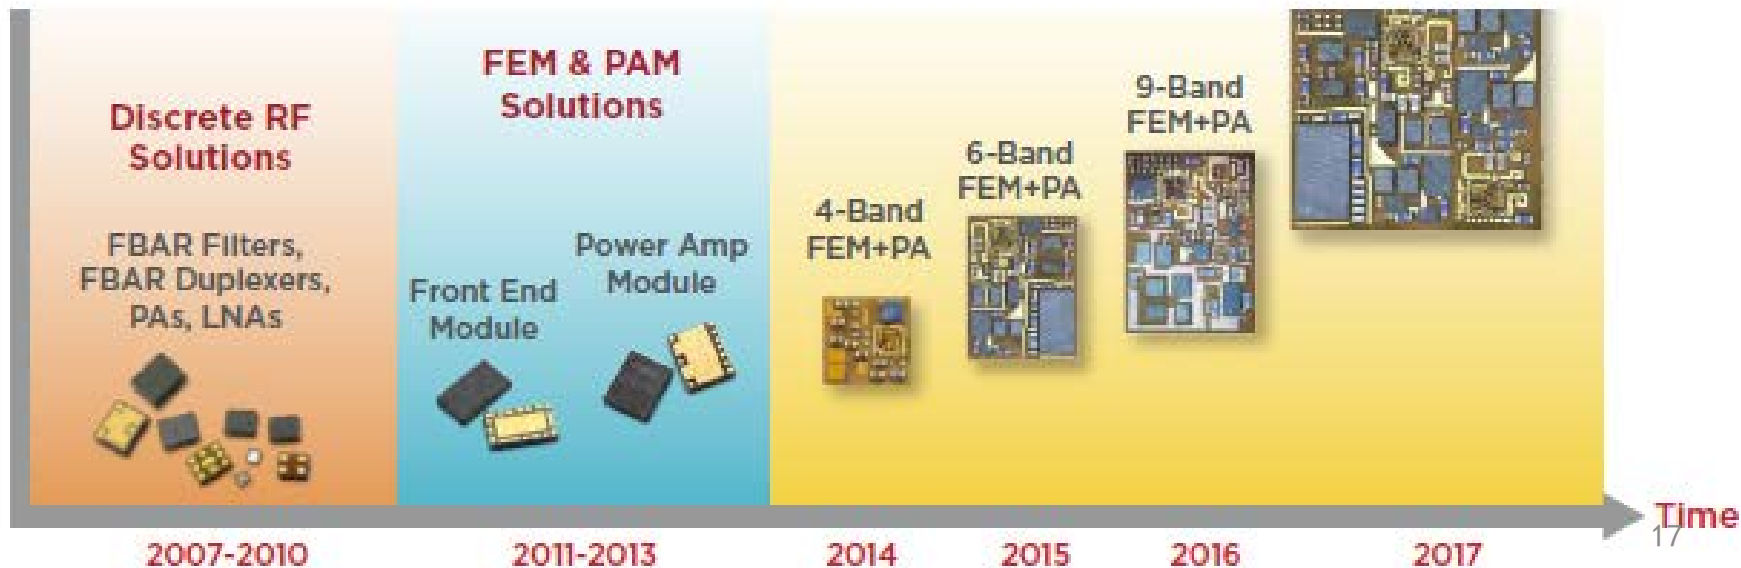 Discrete RF
Solutions
FBAR Filters,
FBAR Duplexers,
PAs, LNAs
FEM & PAM
Solutions
Front End
Module
Power Amp
Module
4-Band
FEM+PA
6-Band
FEM+PA
9-Band
FEM+PA
Time
17
2007-2010
2011-2013
2014
2015
2016
2017